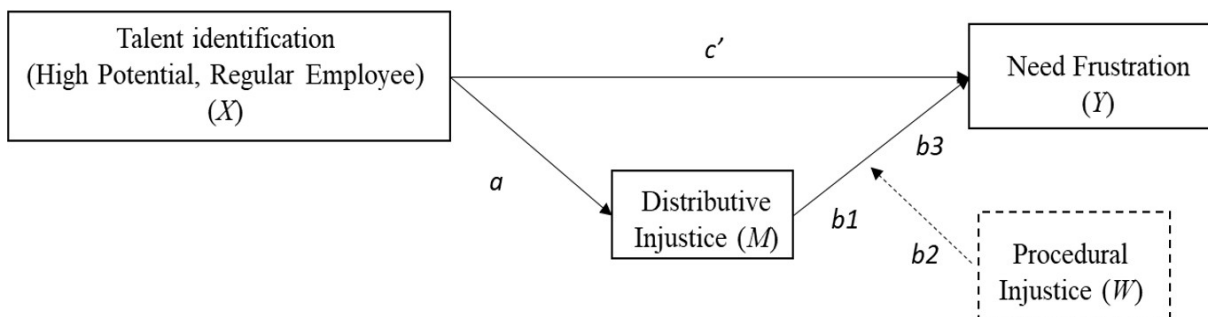 Talent identification
(High Potential, Regular Employee)
(X)
c’
Need Frustration
(Y)
a
b3
Distributive
Injustice (M)
b1
b2
Procedural
Injustice (W)